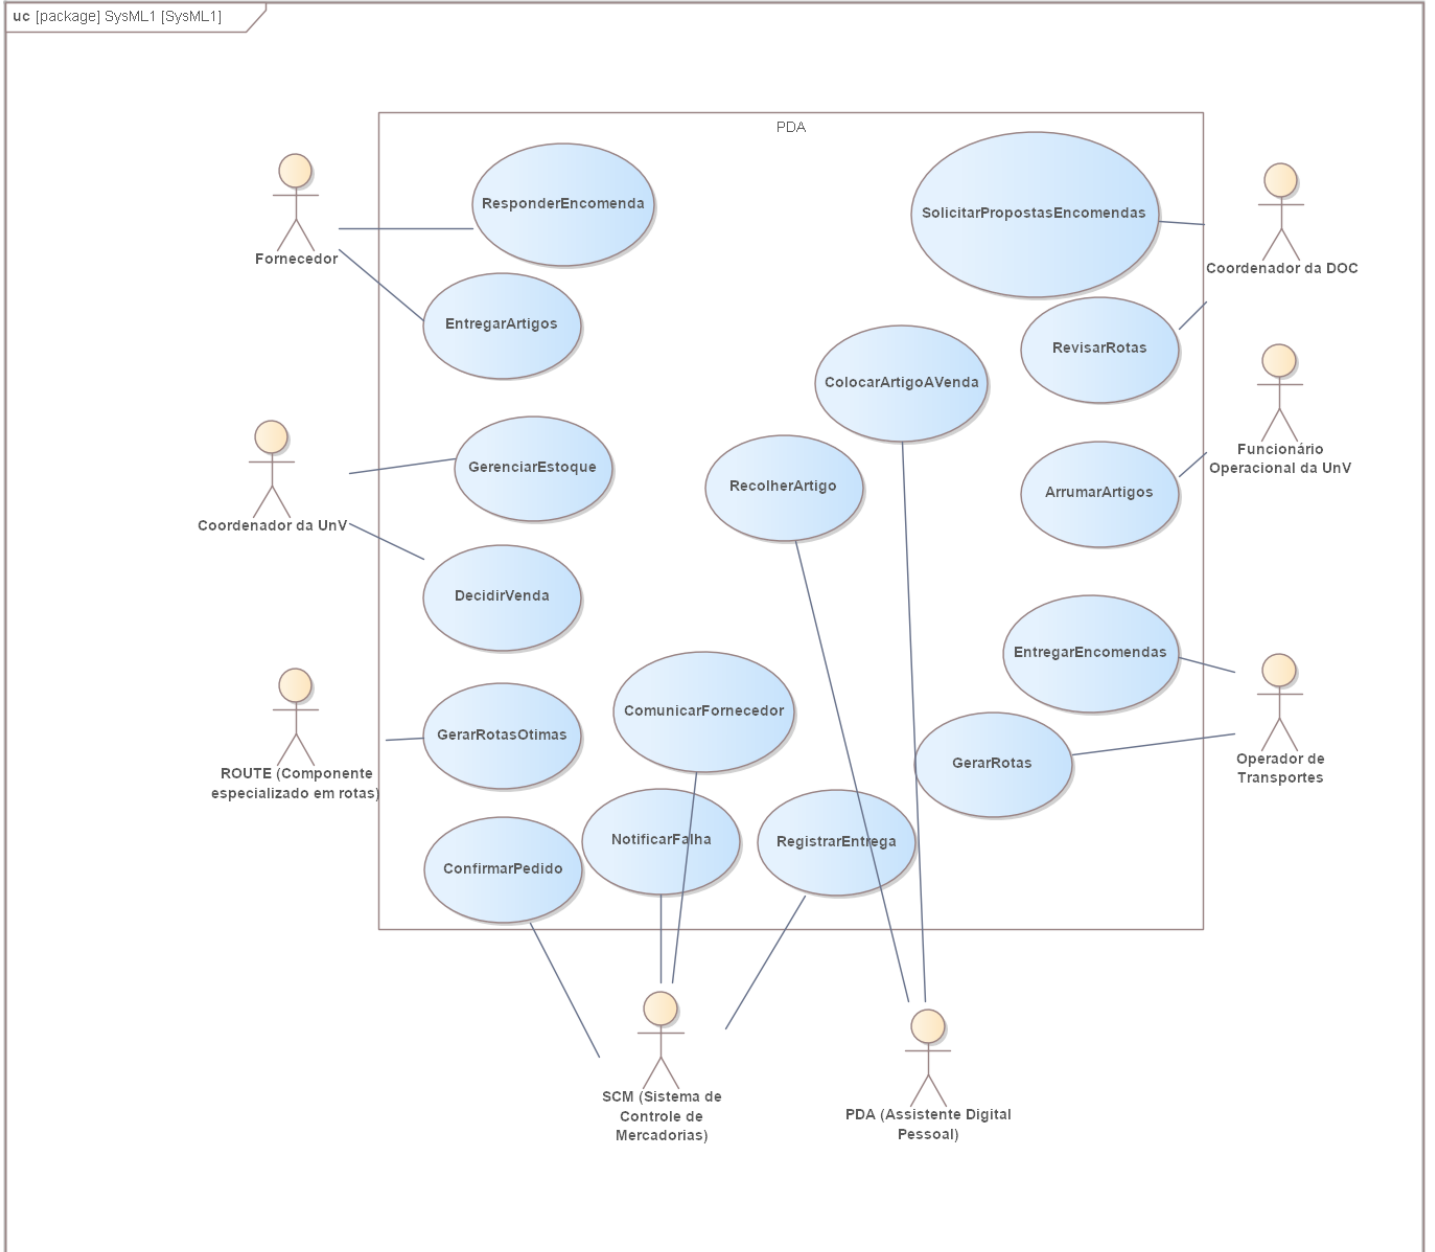 uc [package] SysML1 [SysML1]
PDA
ResponderEncomenda
SolicitarPropostasEncomendas
Fornecedor
Coordenador da DOC
EntregarArtigos
RevisarRotas
ColocarArtigoAVenda
Funcionário
Operacional da UnV
GerenciarEstoque
RecolherArtigo
ArrumarArtigos
Coordenador da UnV
DecidirVenda
EntregarEncomendas
ComunicarFornecedor
GerarRotasOtimas
GerarRotas
Operador de
Transportes
ROUTE (Componente
especializado em rotas)
NotificarFalha
RegistrarEntrega
ConfirmarPedido
SCM (Sistema de
Controle de
Mercadorias)
PDA (Assistente Digital
Pessoal)